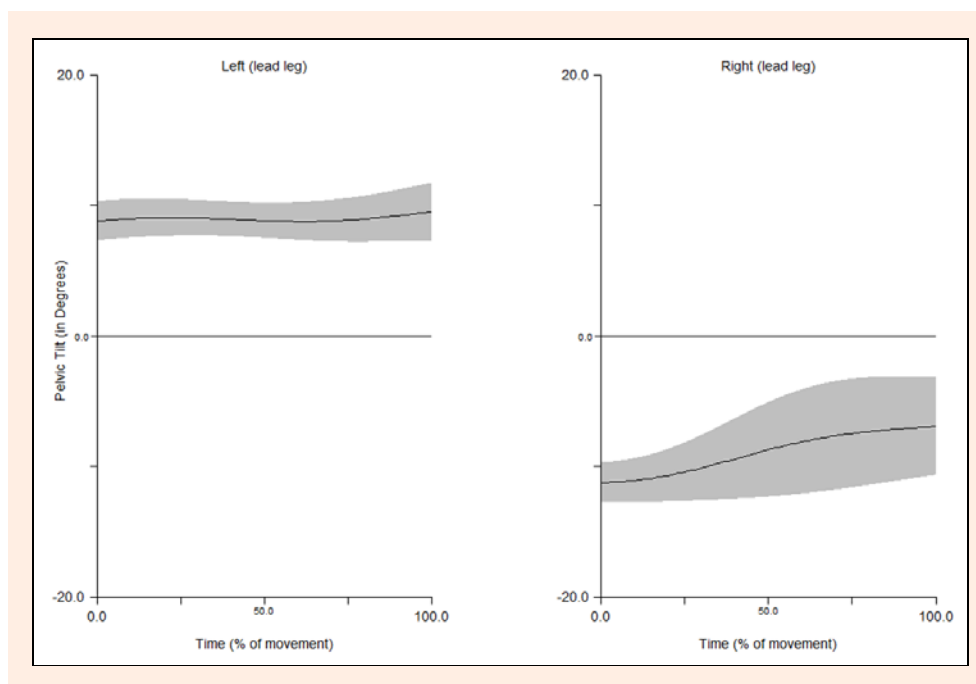 Left (lead leg)
Right (lead leg)
20.0
20.0
Pelvic Tilt (in Degrees)
0.0
0.0
-20.0
-20.0
0.0
50.0
100.0
0.0
50.0
100.0
Time (% of movement)
Time (% of movement)